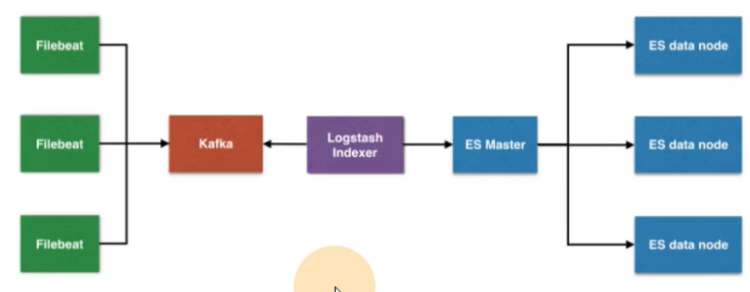 Filebeat
ES data node
Filebeat
Kafka
Logstash
Indexer
ES Master
ES data node
Filebeat
ES data node